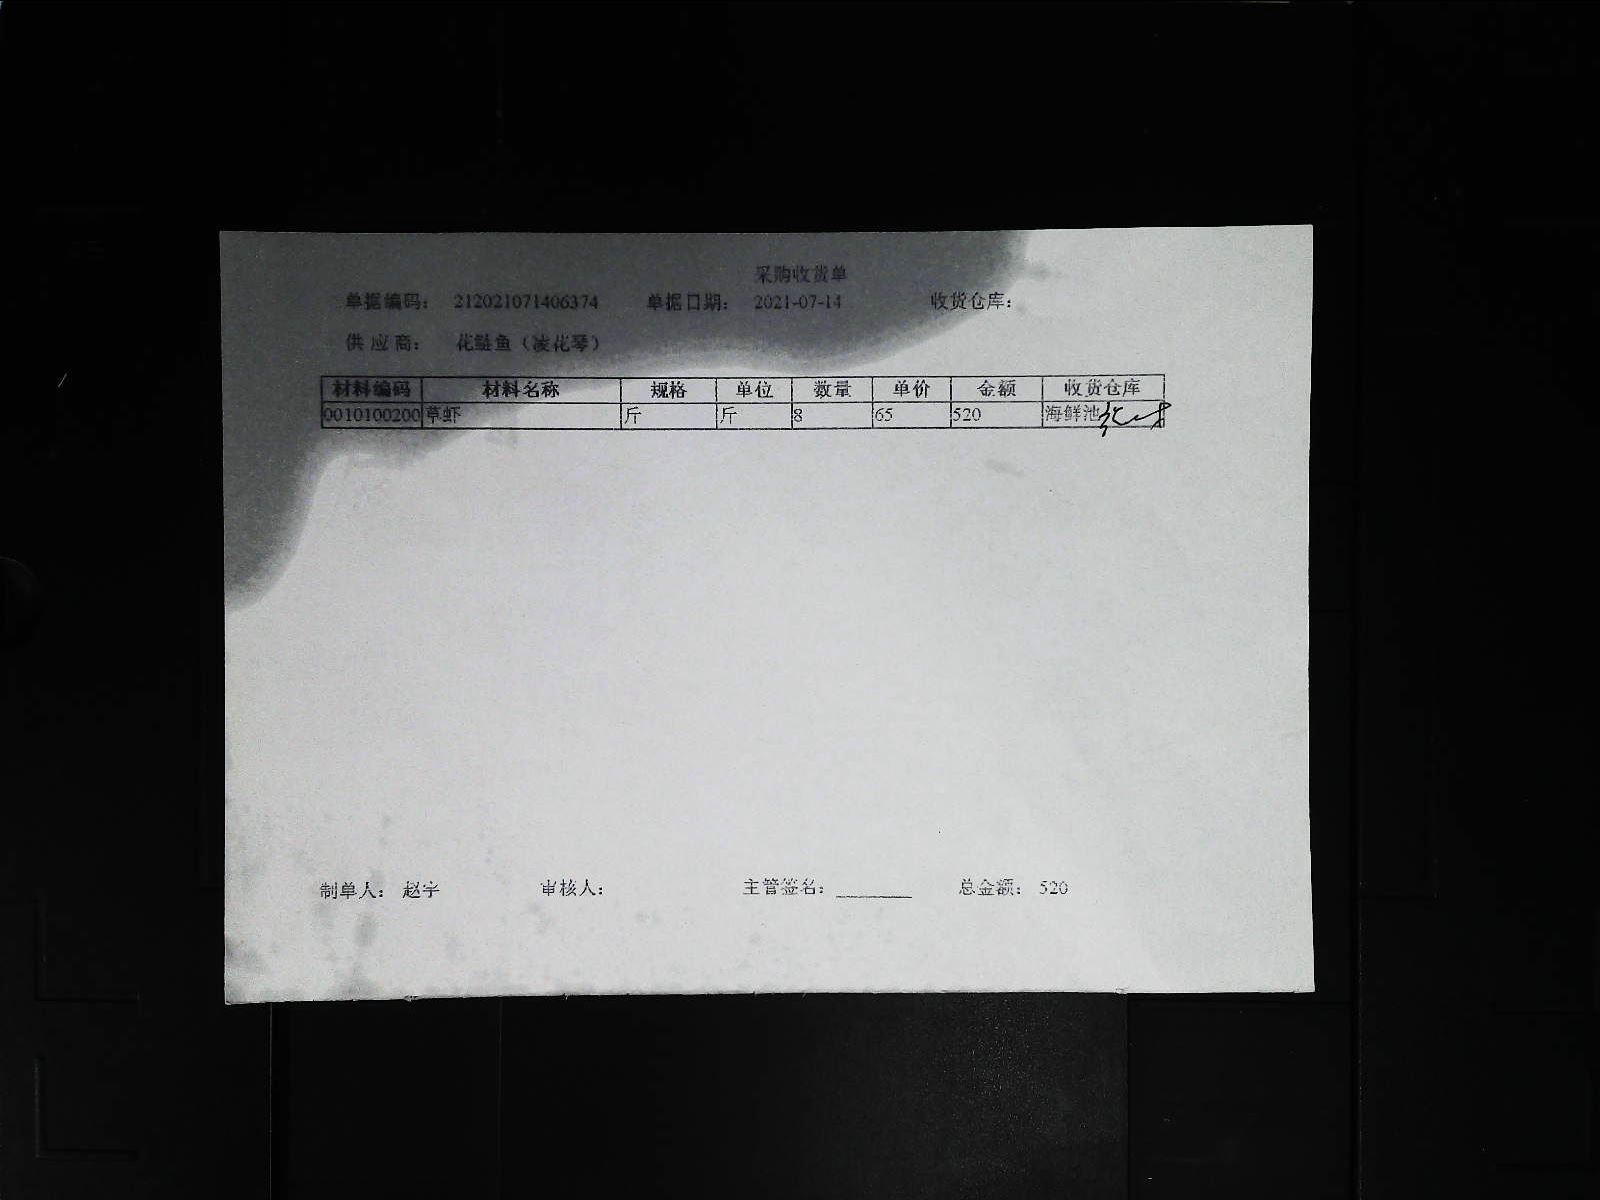 采购收货单
单据编码： 212021071406374 单据日期： 2021-07-14 收货仓库：
供应商： 花鲢鱼（凌花琴）
材料编码 材料名称 规格 单位 数量 单价 金额 收货仓库
0010100200 草虾 斤 斤 8 65 520 海鲜池
制单人： 赵宇 审核人： 主管签名： 总金额： 520